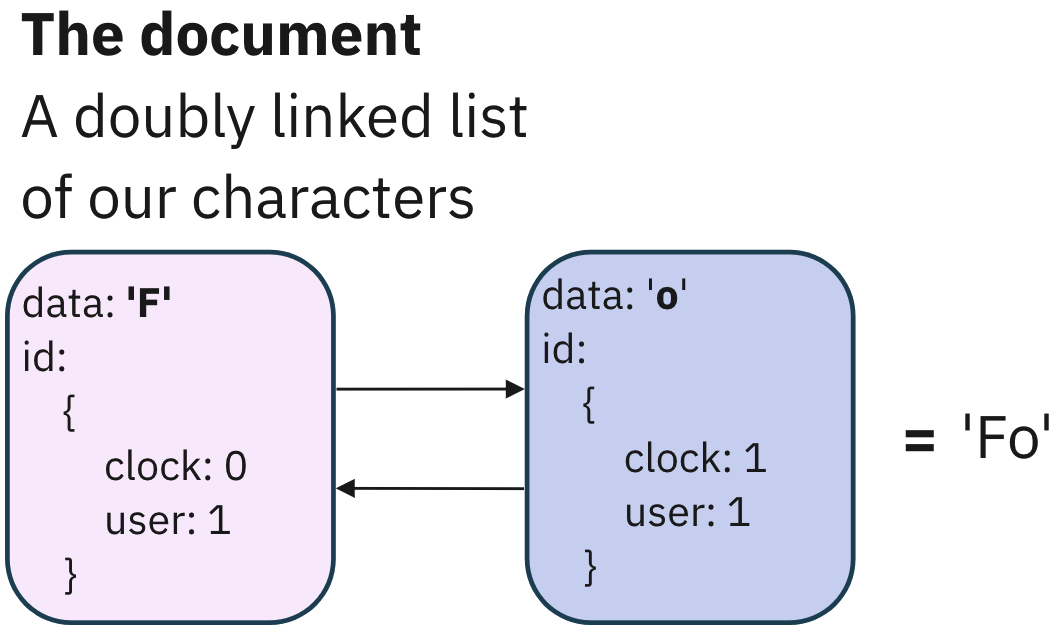 The document
A doubly linked list
of our characters
data: 'F'
id:
{
clock: 0
user: 1
}
data: 'o'
id:
{
clock: 1
user: 1
}
= 'Fo'